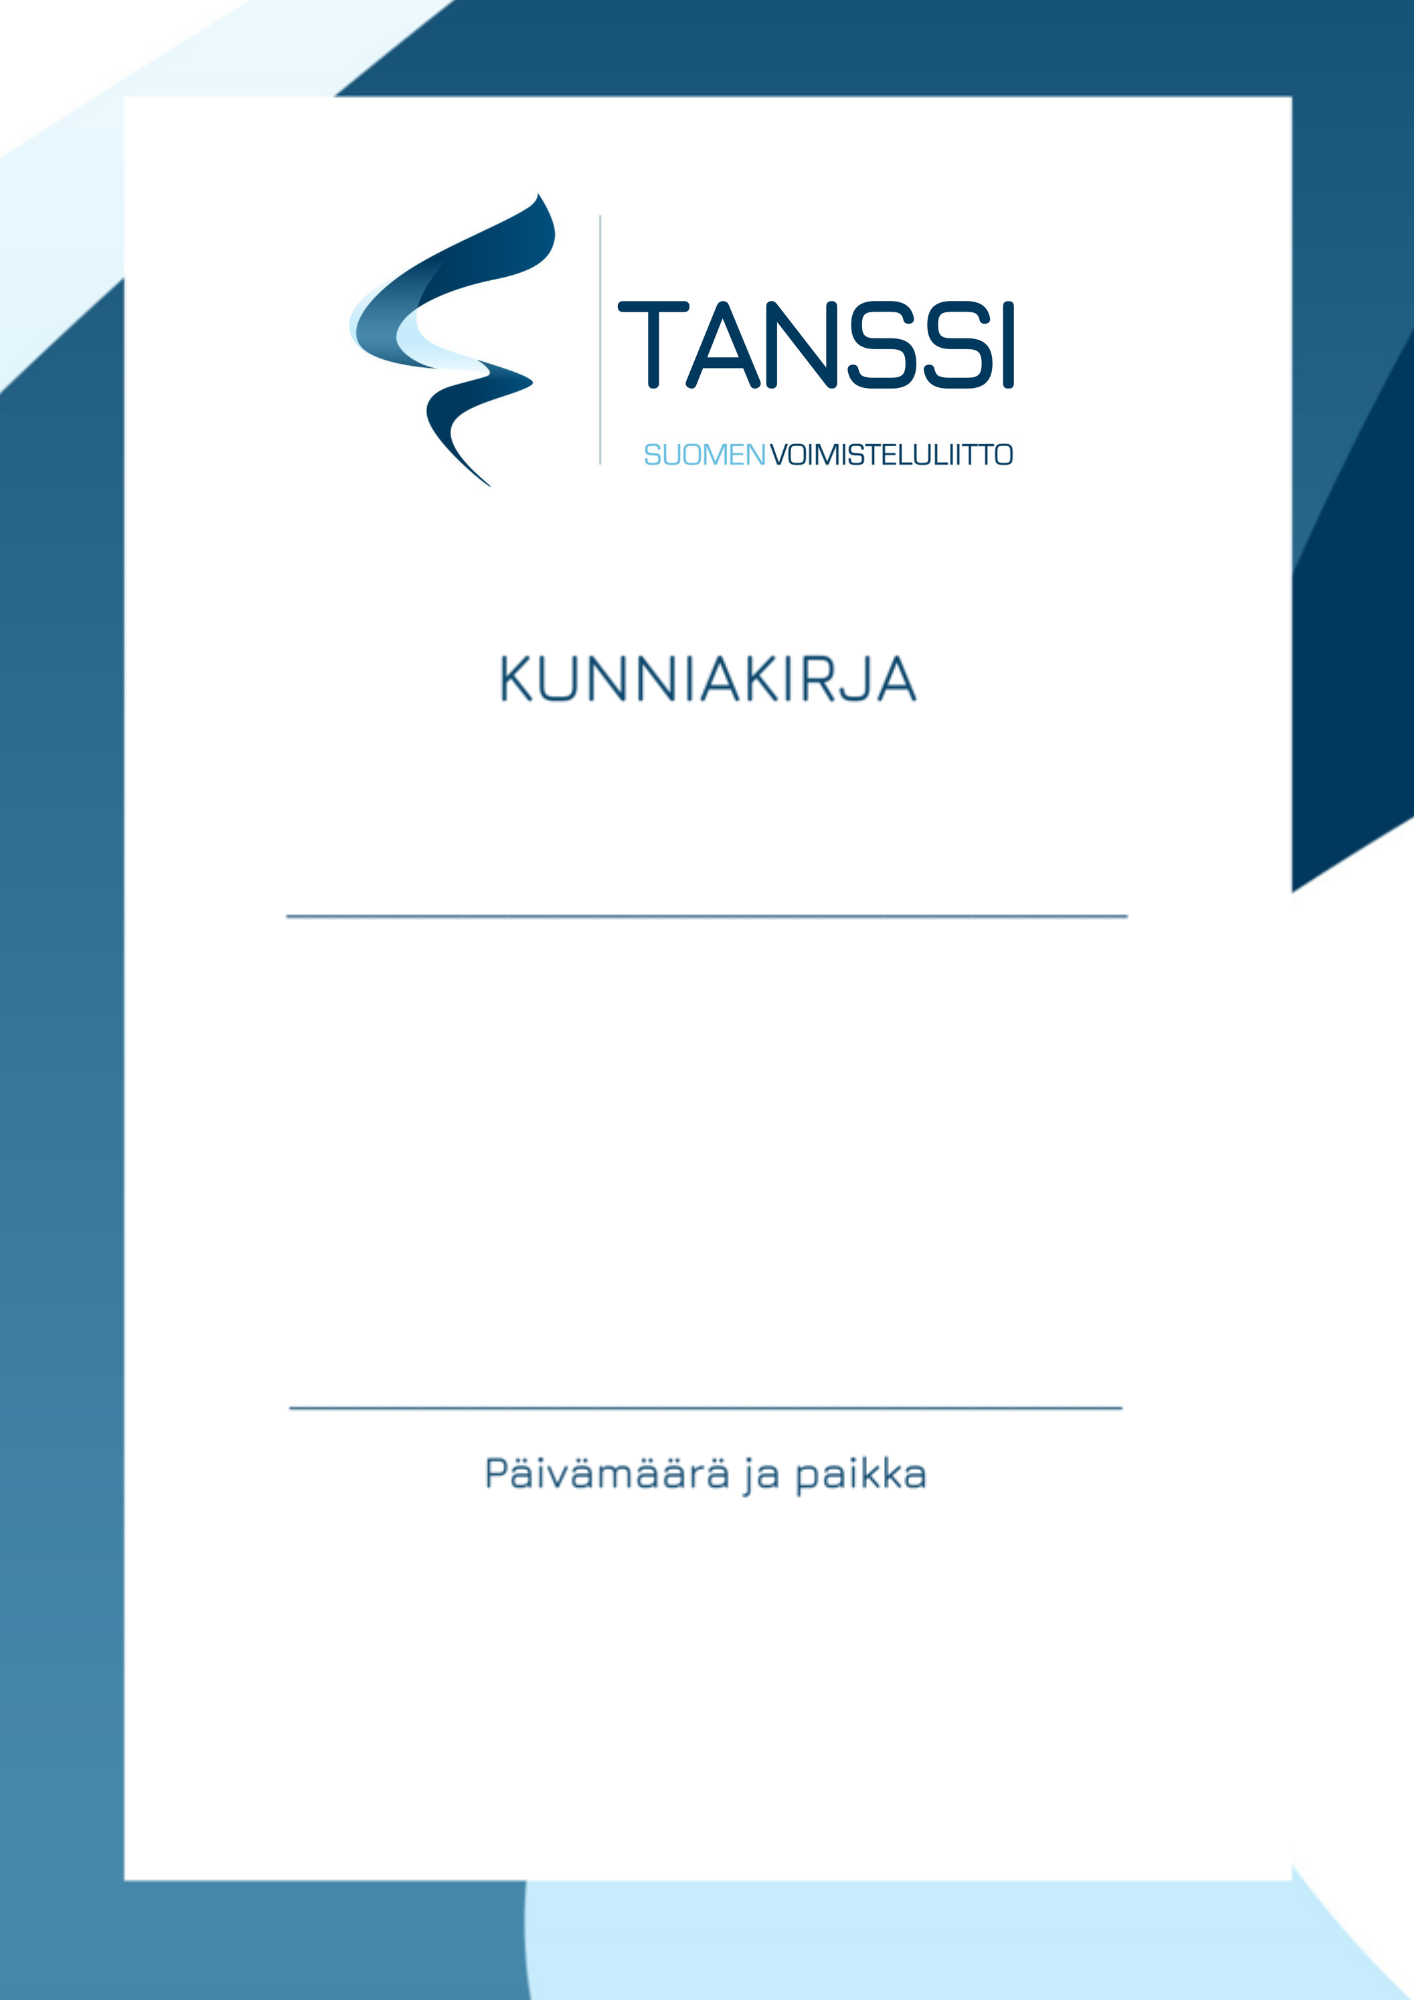 TANSSI
SUOMENVOIMISTELULIITTO
KUNNIAKIRJA
Päivämäärä ja paikka